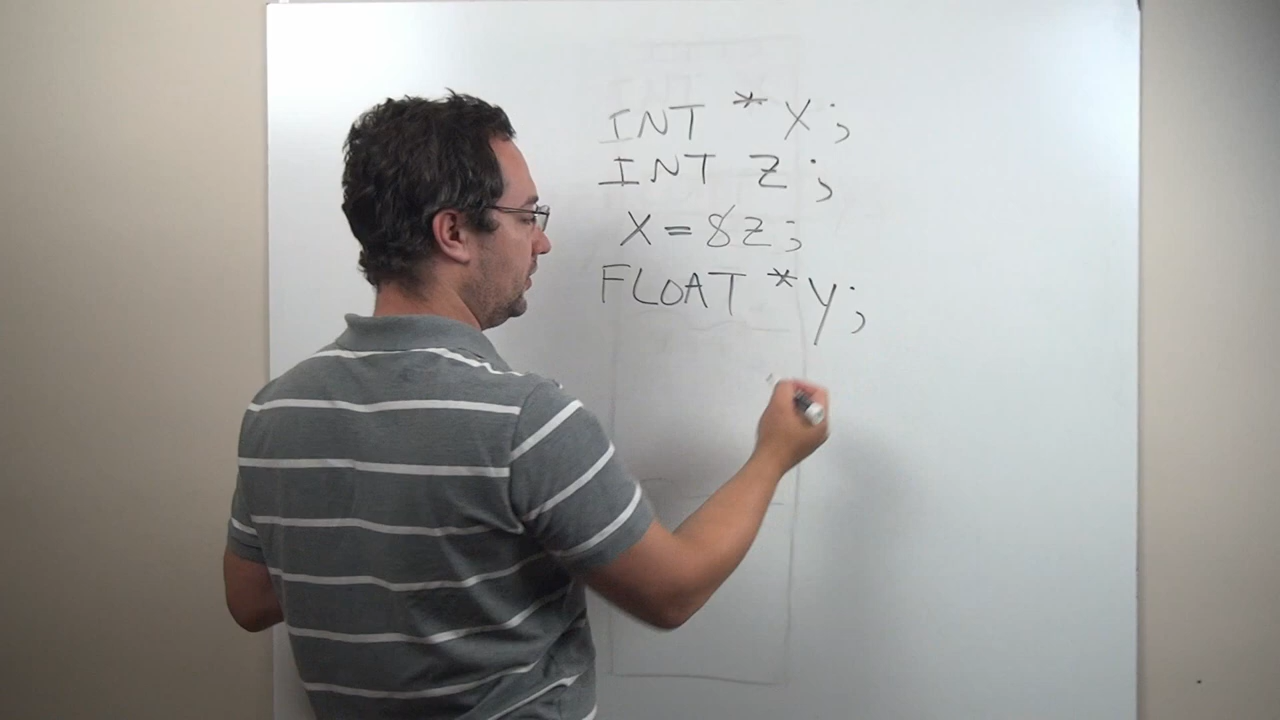 INT *X;
INT Z;
X=&Z;
FLOAT *y;